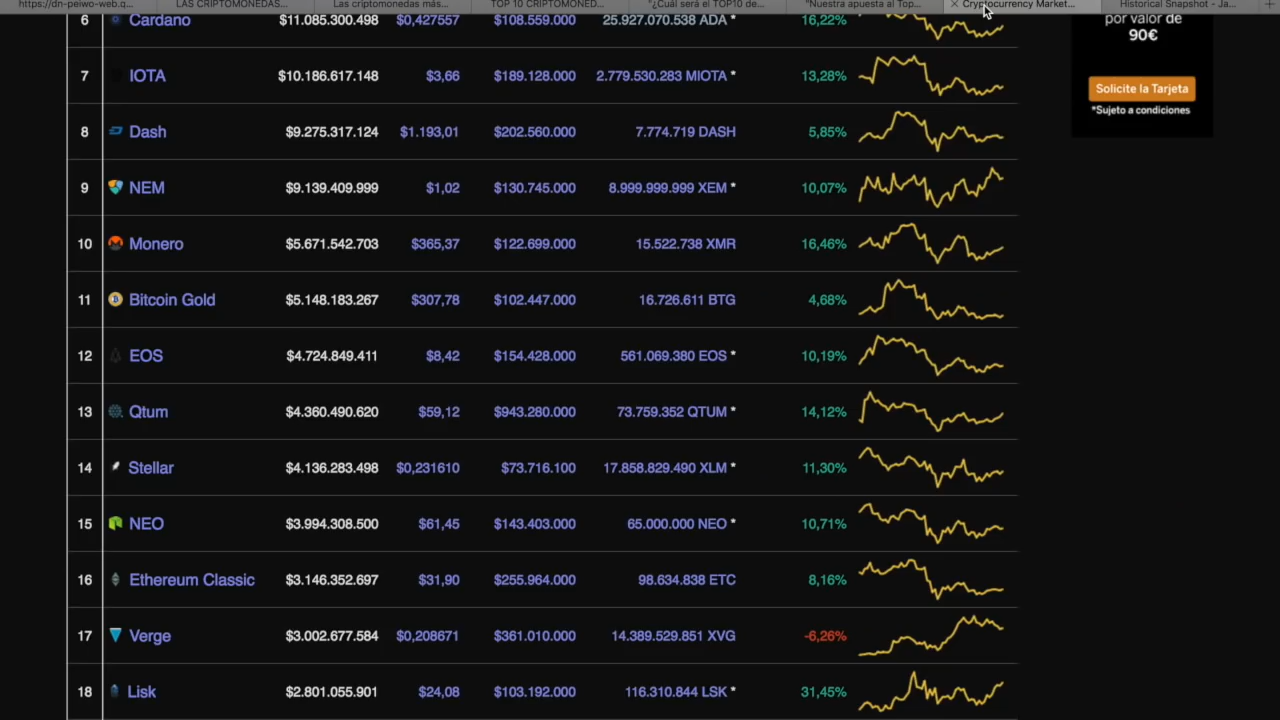 https://dn-peiwo-web.q... LAS CRIPTOMONEDAS... Las criptomonedas más... TOP 10 CRIPTOMONED... "¿Cuál será el TOP10 de... "Nuestra apuesta al Top... Cryptocurrency Market... Historical Snapshot - Ja...
6 Cardano $11.085.300.498 $0,427557 $108.559.000 25.927.070.538 ADA * 16,22%
7 IOTA $10.186.617.148 $3,66 $189.128.000 2.779.530.283 MIOTA * 13,28%
8 Dash $9.275.317.124 $1.193,01 $202.560.000 7.774.719 DASH 5,85%
9 NEM $9.139.409.999 $1,02 $130.745.000 8.999.999.999 XEM * 10,07%
10 Monero $5.671.542.703 $365,37 $122.699.000 15.522.738 XMR 16,46%
11 Bitcoin Gold $5.148.183.267 $307,78 $102.447.000 16.726.611 BTG 4,68%
12 EOS $4.724.849.411 $8,42 $154.428.000 561.069.380 EOS * 10,19%
13 Qtum $4.360.490.620 $59,12 $943.280.000 73.759.352 QTUM * 14,12%
14 Stellar $4.136.283.498 $0,231610 $73.716.100 17.858.829.490 XLM * 11,30%
15 NEO $3.994.308.500 $61,45 $143.403.000 65.000.000 NEO * 10,71%
16 Ethereum Classic $3.146.352.697 $31,90 $255.964.000 98.634.838 ETC 8,16%
17 Verge $3.002.677.584 $0,208671 $361.010.000 14.389.529.851 XVG -6,26%
18 Lisk $2.801.055.901 $24,08 $103.192.000 116.310.844 LSK * 31,45%
por valor de
90€
Solicite la Tarjeta
*Sujeto a condiciones